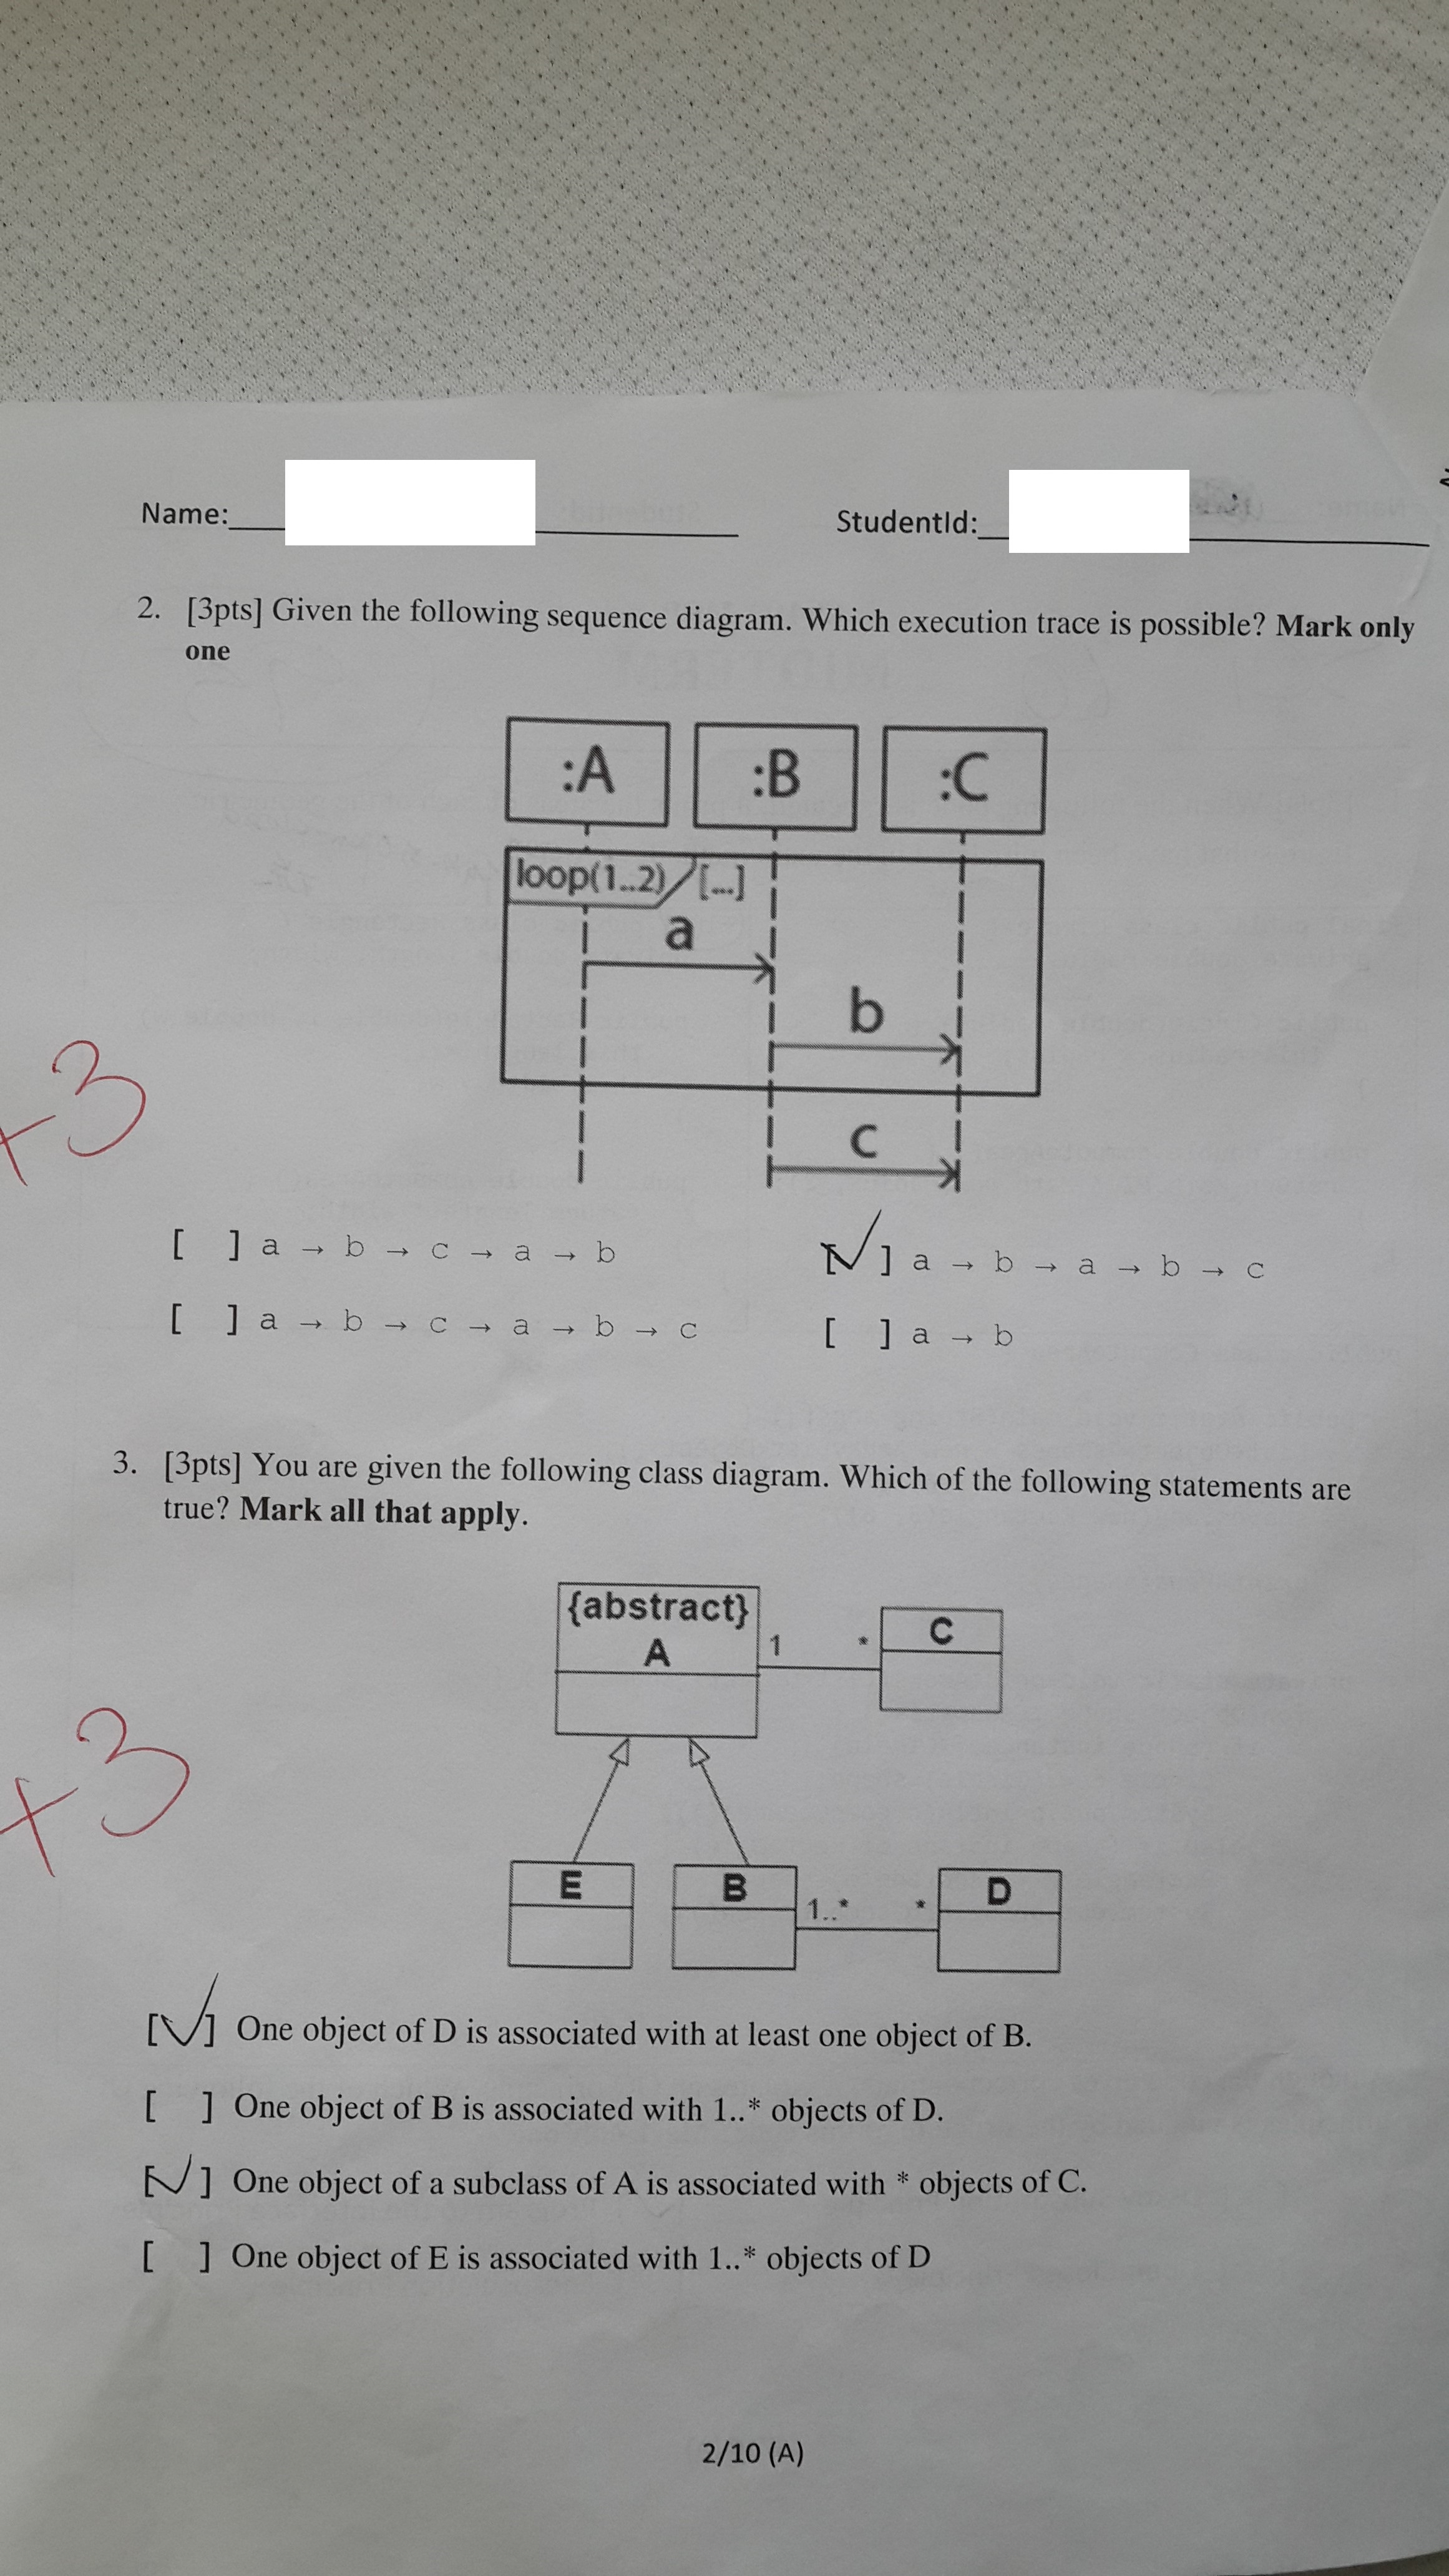 Name: StudentId:
2. [3pts] Given the following sequence diagram. Which execution trace is possible? Mark only
one
:A :B :C
loop(1..2) [...]
a
b
c
+3
[ ] a → b → c → a → b
[✓] a → b → a → b → c
[ ] a → b → c → a → b → c
[ ] a → b
3. [3pts] You are given the following class diagram. Which of the following statements are
true? Mark all that apply.
{abstract}
A
1 *
C
+3
E
B
1..* *
D
[✓] One object of D is associated with at least one object of B.
[ ] One object of B is associated with 1..* objects of D.
[✓] One object of a subclass of A is associated with * objects of C.
[ ] One object of E is associated with 1..* objects of D
2/10 (A)